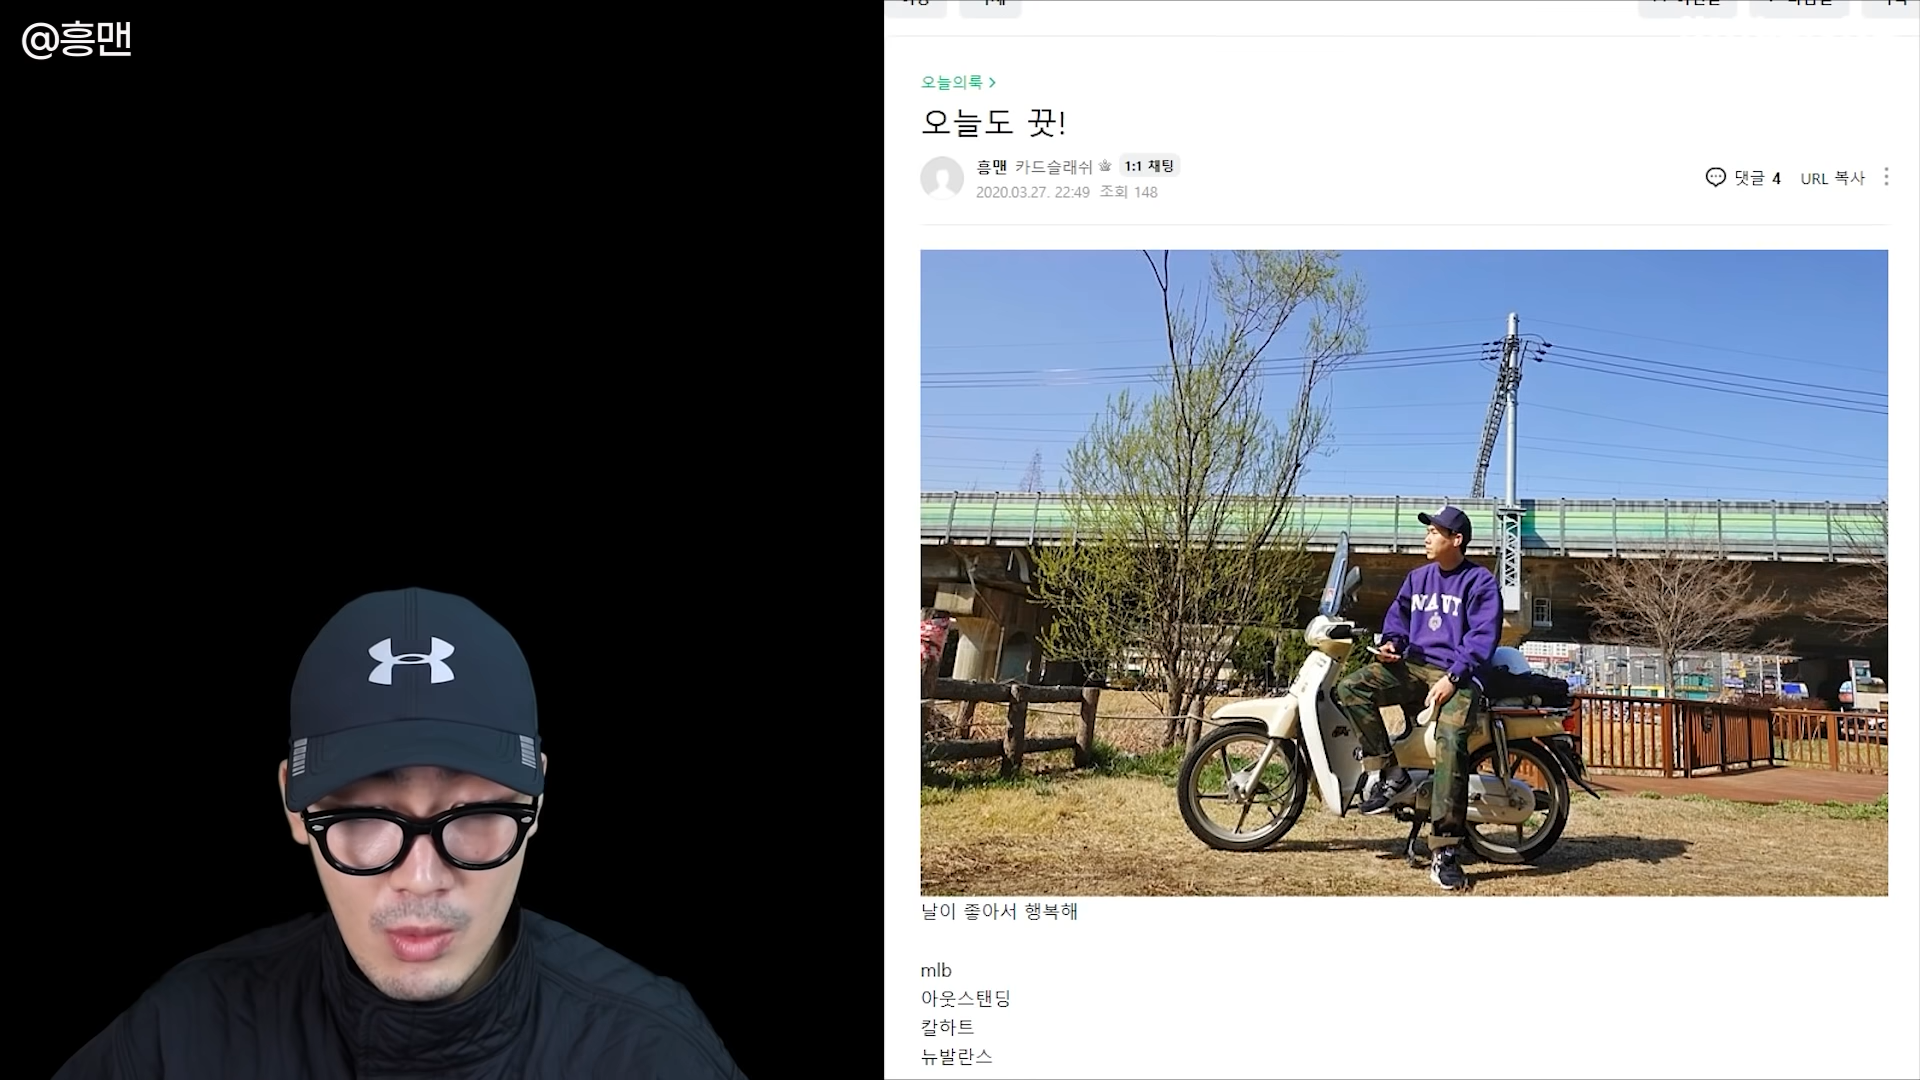 @흥맨
오늘의룩 >
오늘도 끗!
흥맨 카드슬래쉬 1:1 채팅
2020.03.27. 22:49 조회 148
댓글 4 URL 복사
NAVY
날이 좋아서 행복해
mlb
아웃스탠딩
칼하트
뉴발란스